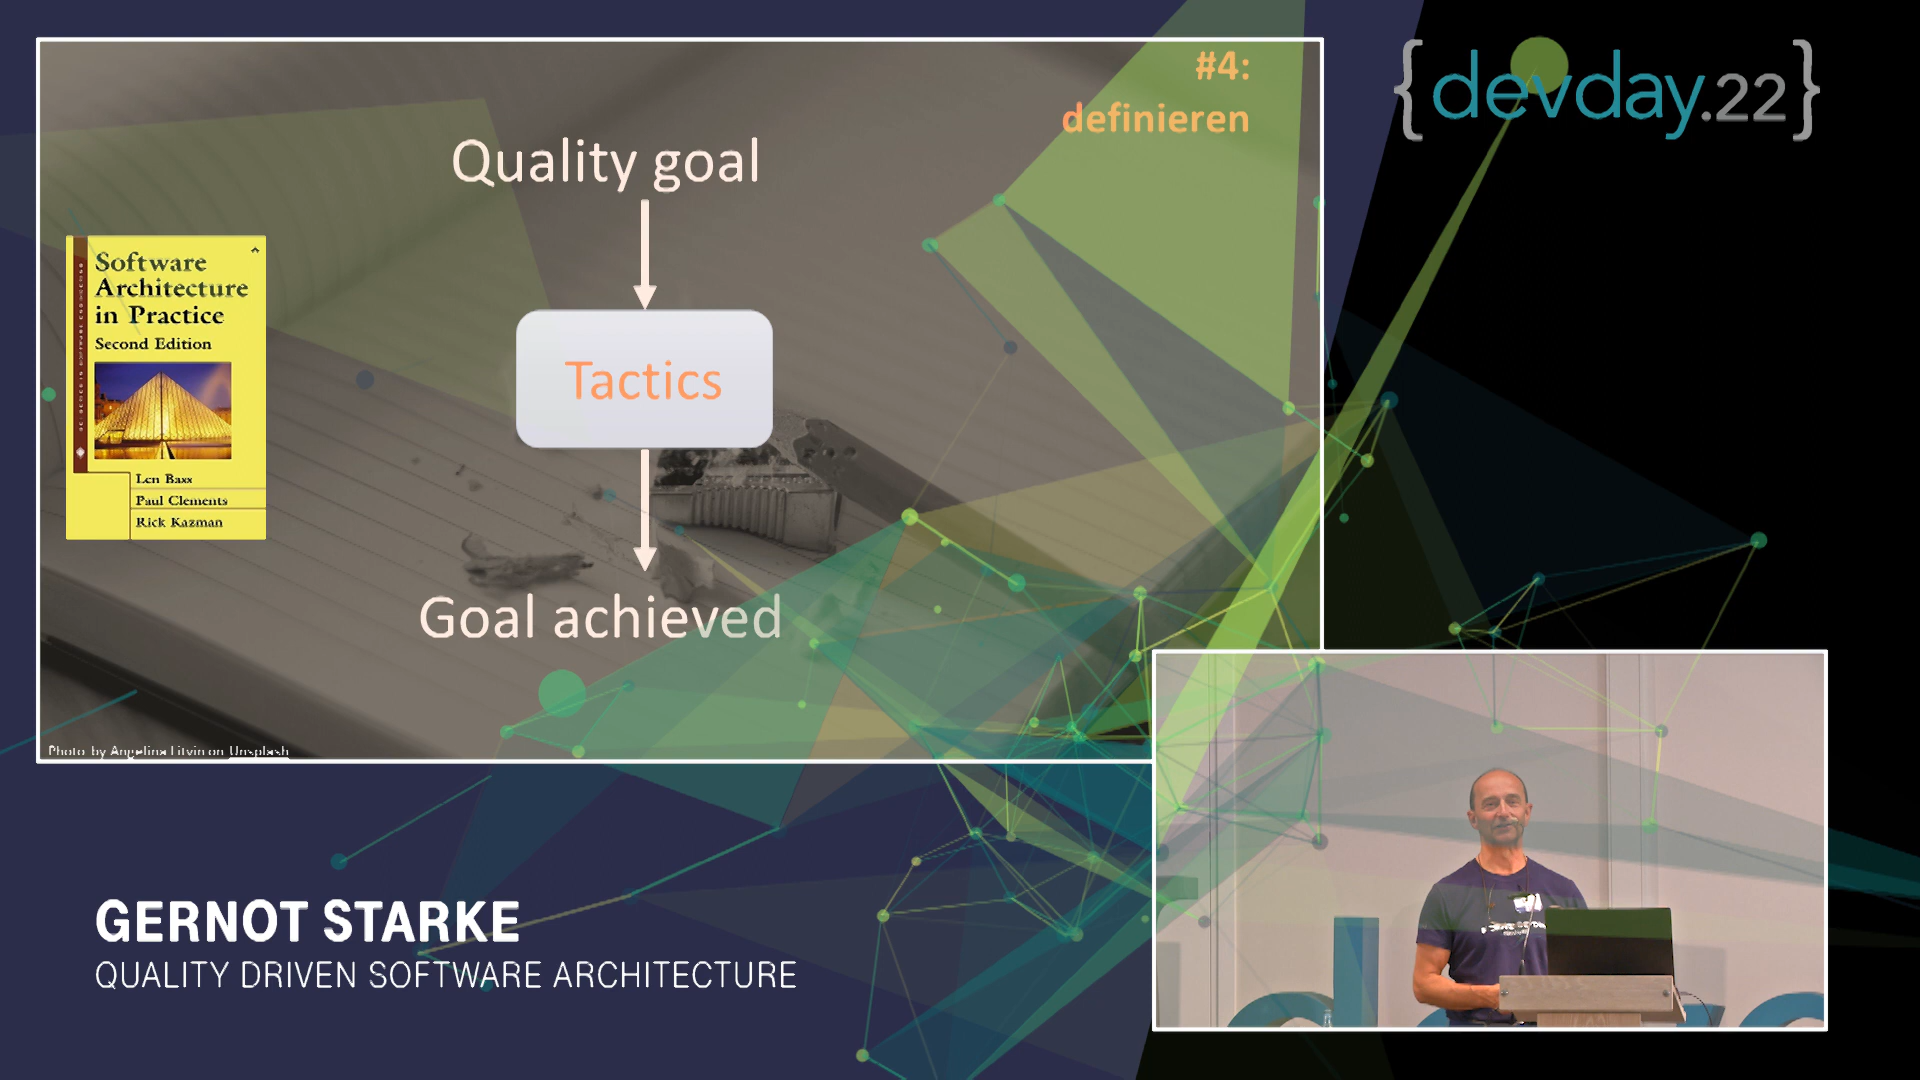 #4:
definieren
Quality goal
Tactics
Goal achieved
Software
Architecture
in Practice
Second Edition
Len Bass
Paul Clements
Rick Kazman
Photo by Angelina Litvin on Unsplash
{devday.22}
GERNOT STARKE
QUALITY DRIVEN SOFTWARE ARCHITECTURE